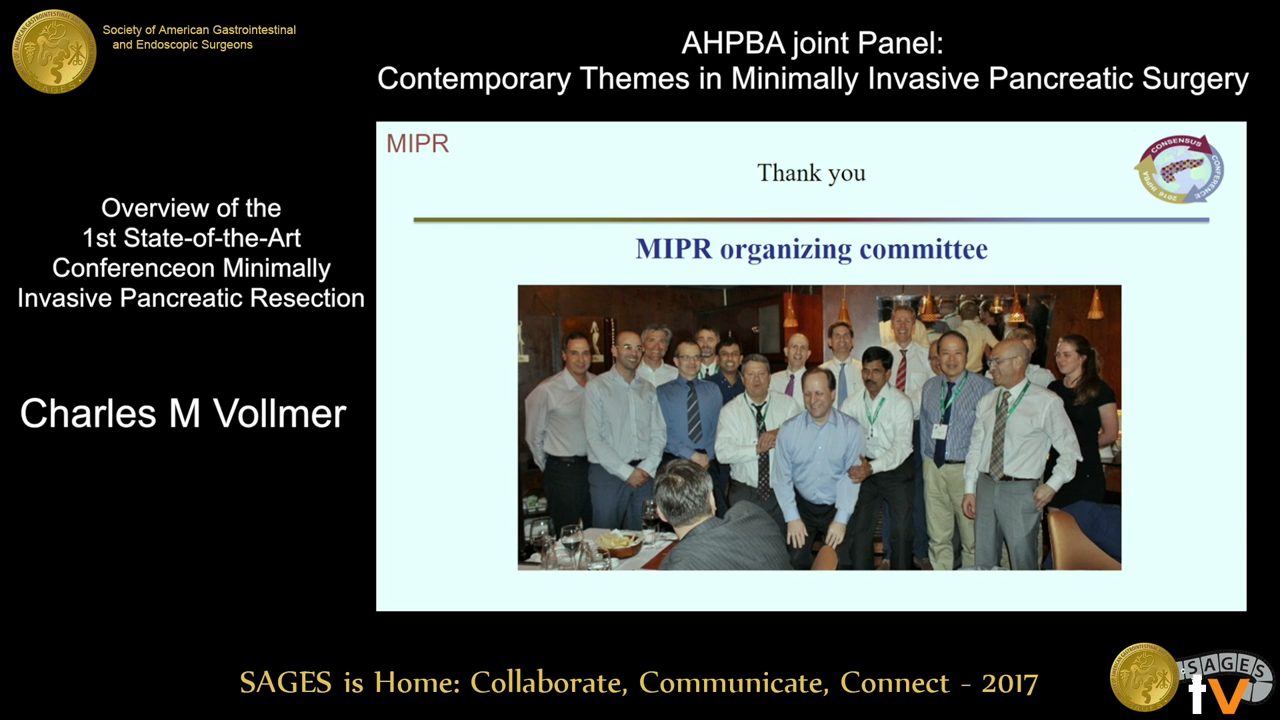 Society of American Gastrointestinal
and Endoscopic Surgeons
AHPBA joint Panel:
Contemporary Themes in Minimally Invasive Pancreatic Surgery
Overview of the
1st State-of-the-Art
Conferenceon Minimally
Invasive Pancreatic Resection
Charles M Vollmer
MIPR
Thank you
CONSENSUS
CONFERENCE
2016 IHPBA
MIPR organizing committee
SAGES is Home: Collaborate, Communicate, Connect - 2017
SAGES
tv